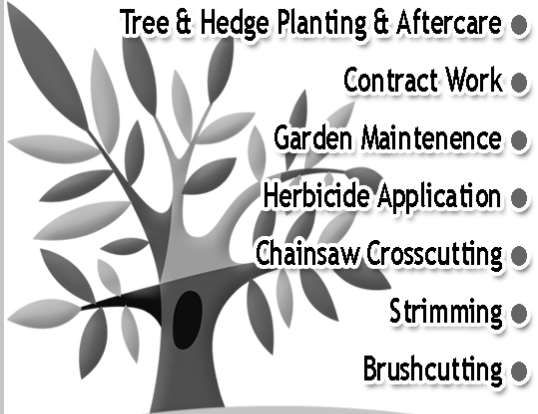 Tree & Hedge Planting & Aftercare
Contract Work
Garden Maintenence
Herbicide Application
Chainsaw Crosscutting
Strimming
Brushcutting